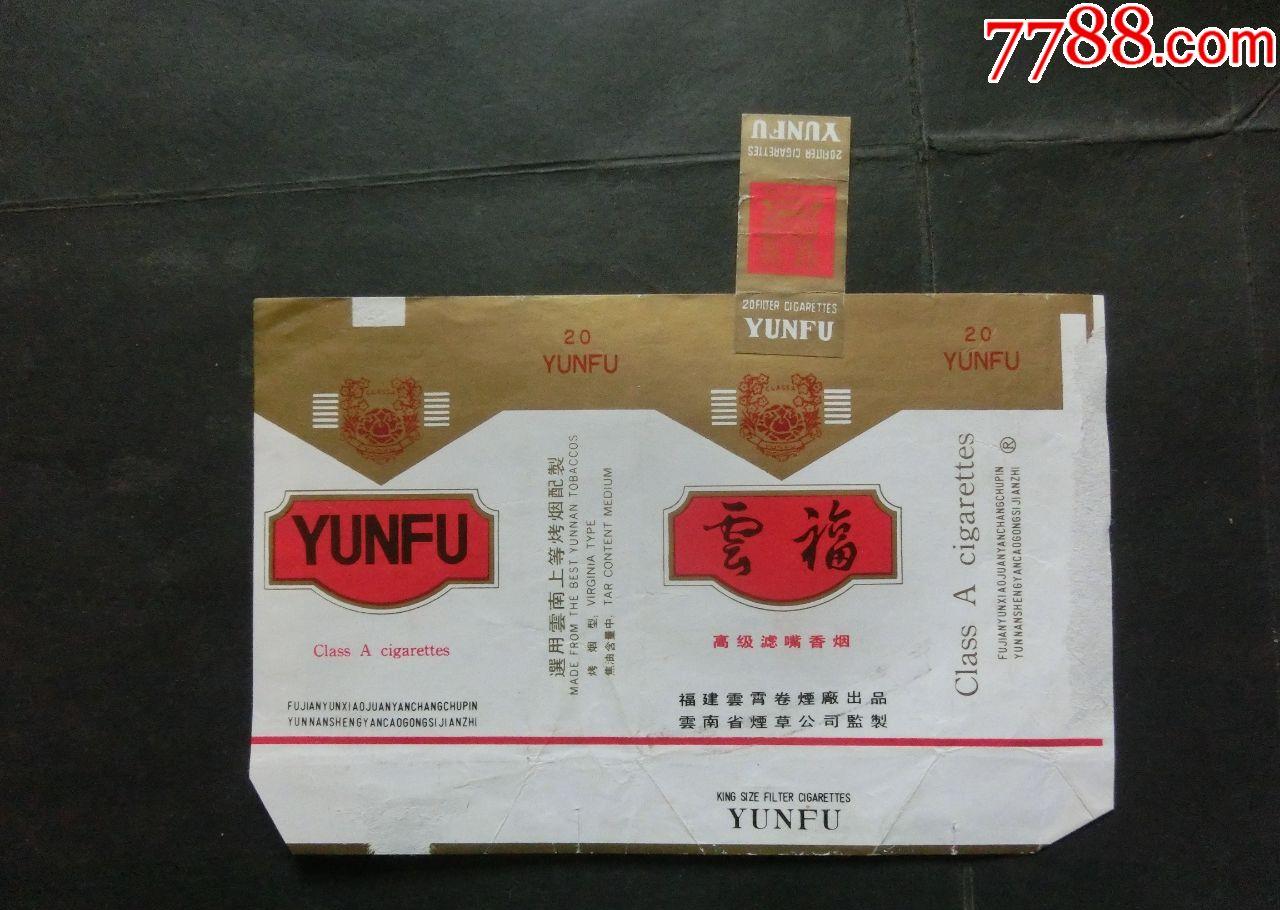 7788.com
YUNFU
20FILTER CIGARETTES
20FILTER CIGARETTES
YUNFU
20
YUNFU
20
YUNFU
CLASS A
CLASS A
YUNFU
Class A cigarettes
FUJIANYUNXIAOJUANYANCHANGCHUPIN
YUNNANSHENGYANCAOGONGSIJIANZHI
選用雲南上等烤烟配製
MADE FROM THE BEST YUNNAN TOBACCOS
烤烟型: VIRGINIA TYPE
焦油含量中: TAR CONTENT MEDIUM
雲福
高级滤嘴香烟
福建雲霄卷煙廠出品
雲南省煙草公司監製
Class A cigarettes ®
FUJIANYUNXIAOJUANYANCHANGCHUPIN
YUNNANSHENGYANCAOGONGSIJIANZHI
KING SIZE FILTER CIGARETTES
YUNFU